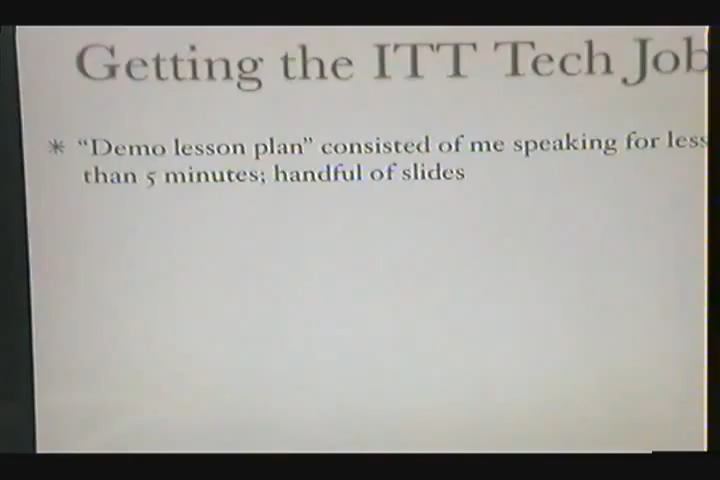 Getting the ITT Tech Job
* "Demo lesson plan" consisted of me speaking for less
than 5 minutes; handful of slides